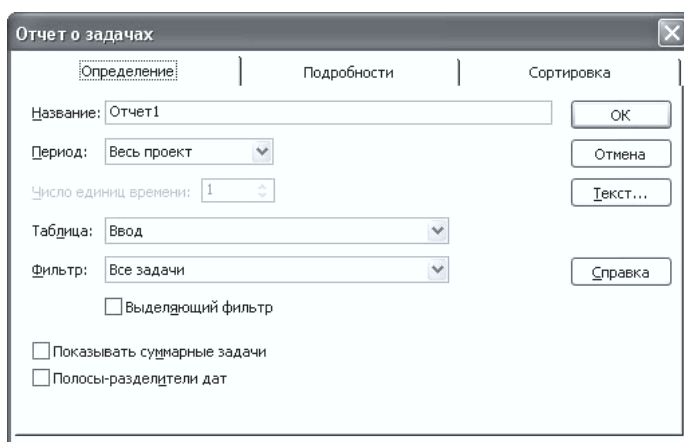 Отчет о задачах
Определение Подробности Сортировка
Название: Отчет1 ОК
Период: Весь проект Отмена
Число единиц времени: 1 Текст...
Таблица: Ввод
Фильтр: Все задачи Справка
Выделяющий фильтр
Показывать суммарные задачи
Полосы-разделители дат